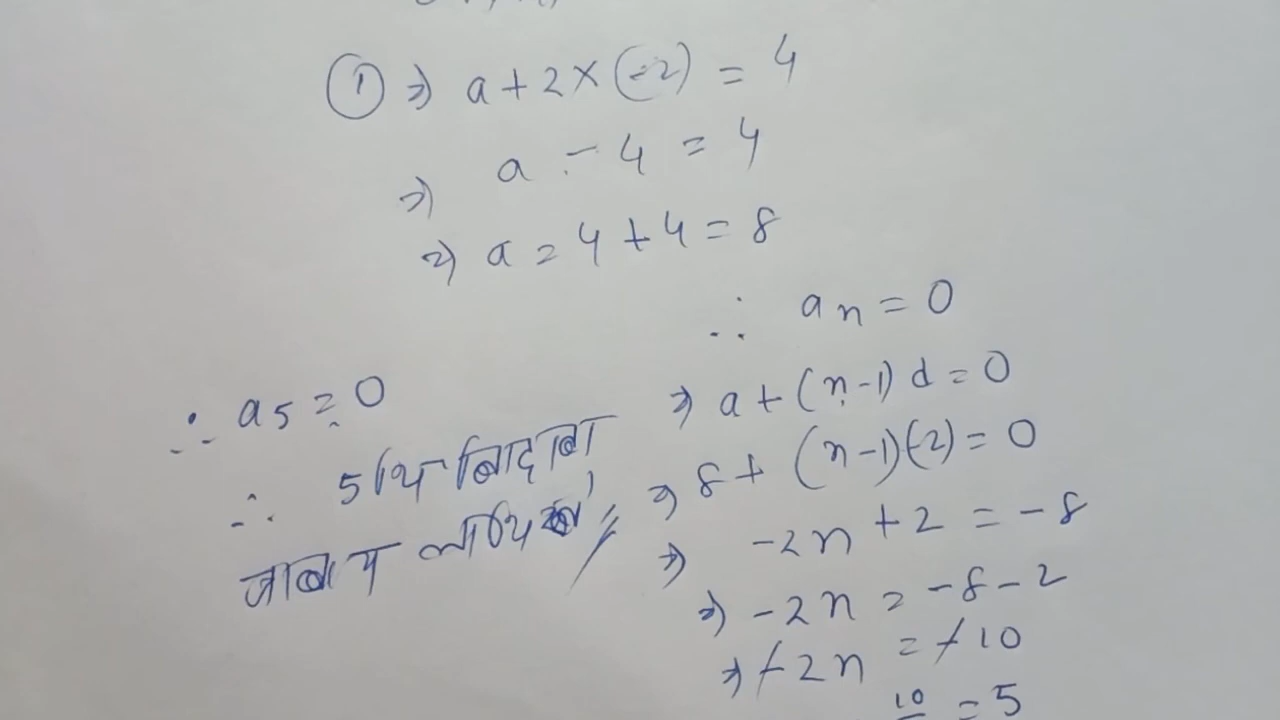 ① ⇒ a + 2 × (-2) = 4
⇒ a - 4 = 4
⇒ a = 4 + 4 = 8
∴ an = 0
⇒ a + (n-1) d = 0
⇒ 8 + (n-1)(-2) = 0
⇒ -2n + 2 = -8
⇒ -2n = -8 - 2
⇒ -2n = -10
10 = 5
∴ a5 = 0
∴ 5 थि बिदाबा